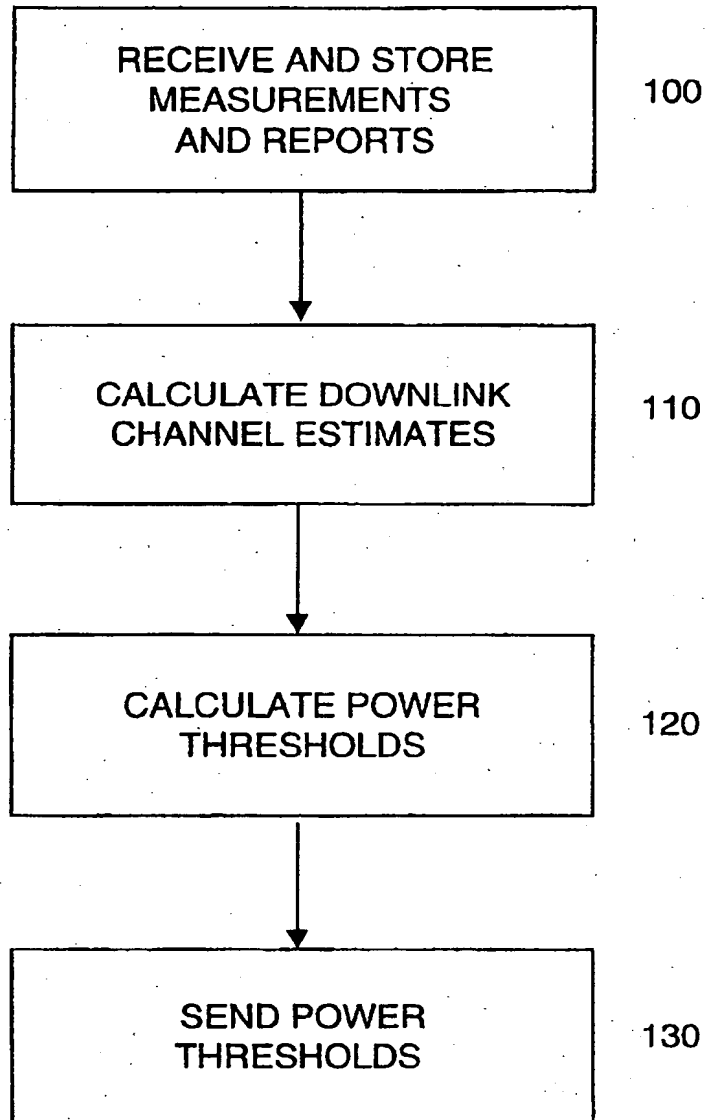 RECEIVE AND STORE
MEASUREMENTS
AND REPORTS
100
CALCULATE DOWNLINK
CHANNEL ESTIMATES
110
CALCULATE POWER
THRESHOLDS
120
SEND POWER
THRESHOLDS
130